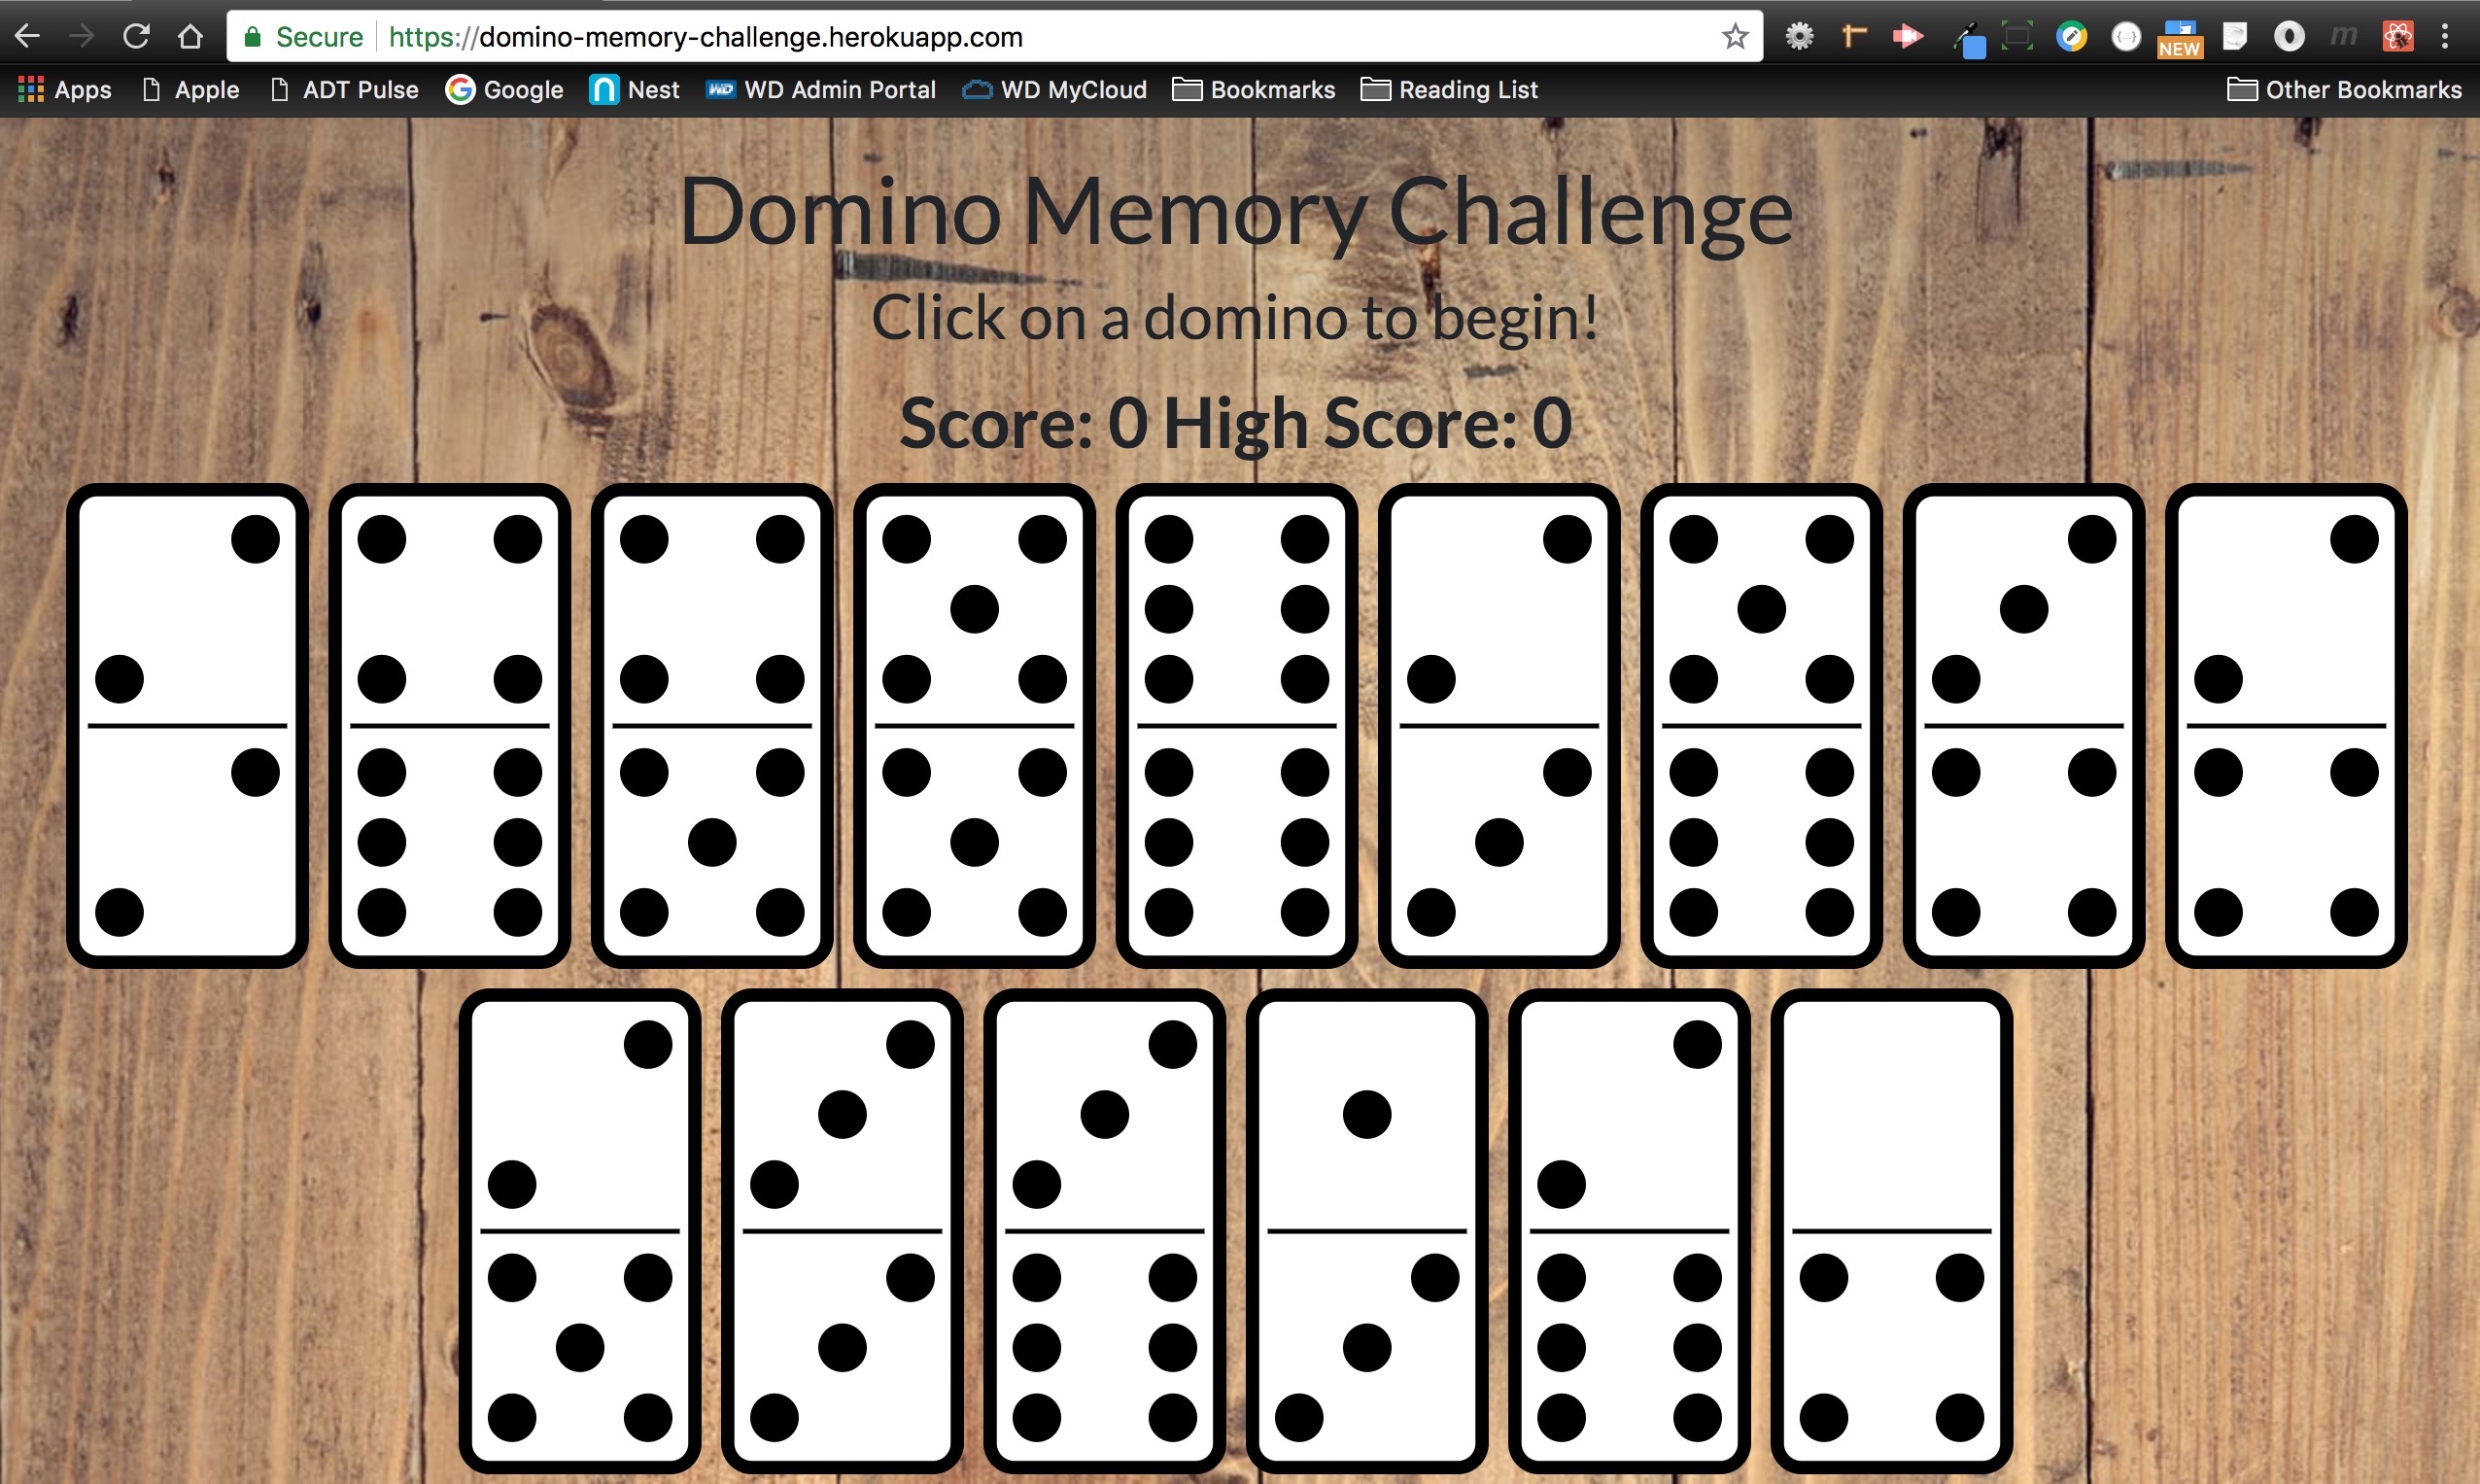 Secure https://domino-memory-challenge.herokuapp.com
NEW
m
Apps Apple ADT Pulse Google Nest WD WD Admin Portal WD MyCloud Bookmarks Reading List Other Bookmarks
Domino Memory Challenge
Click on a domino to begin!
Score: 0 High Score: 0